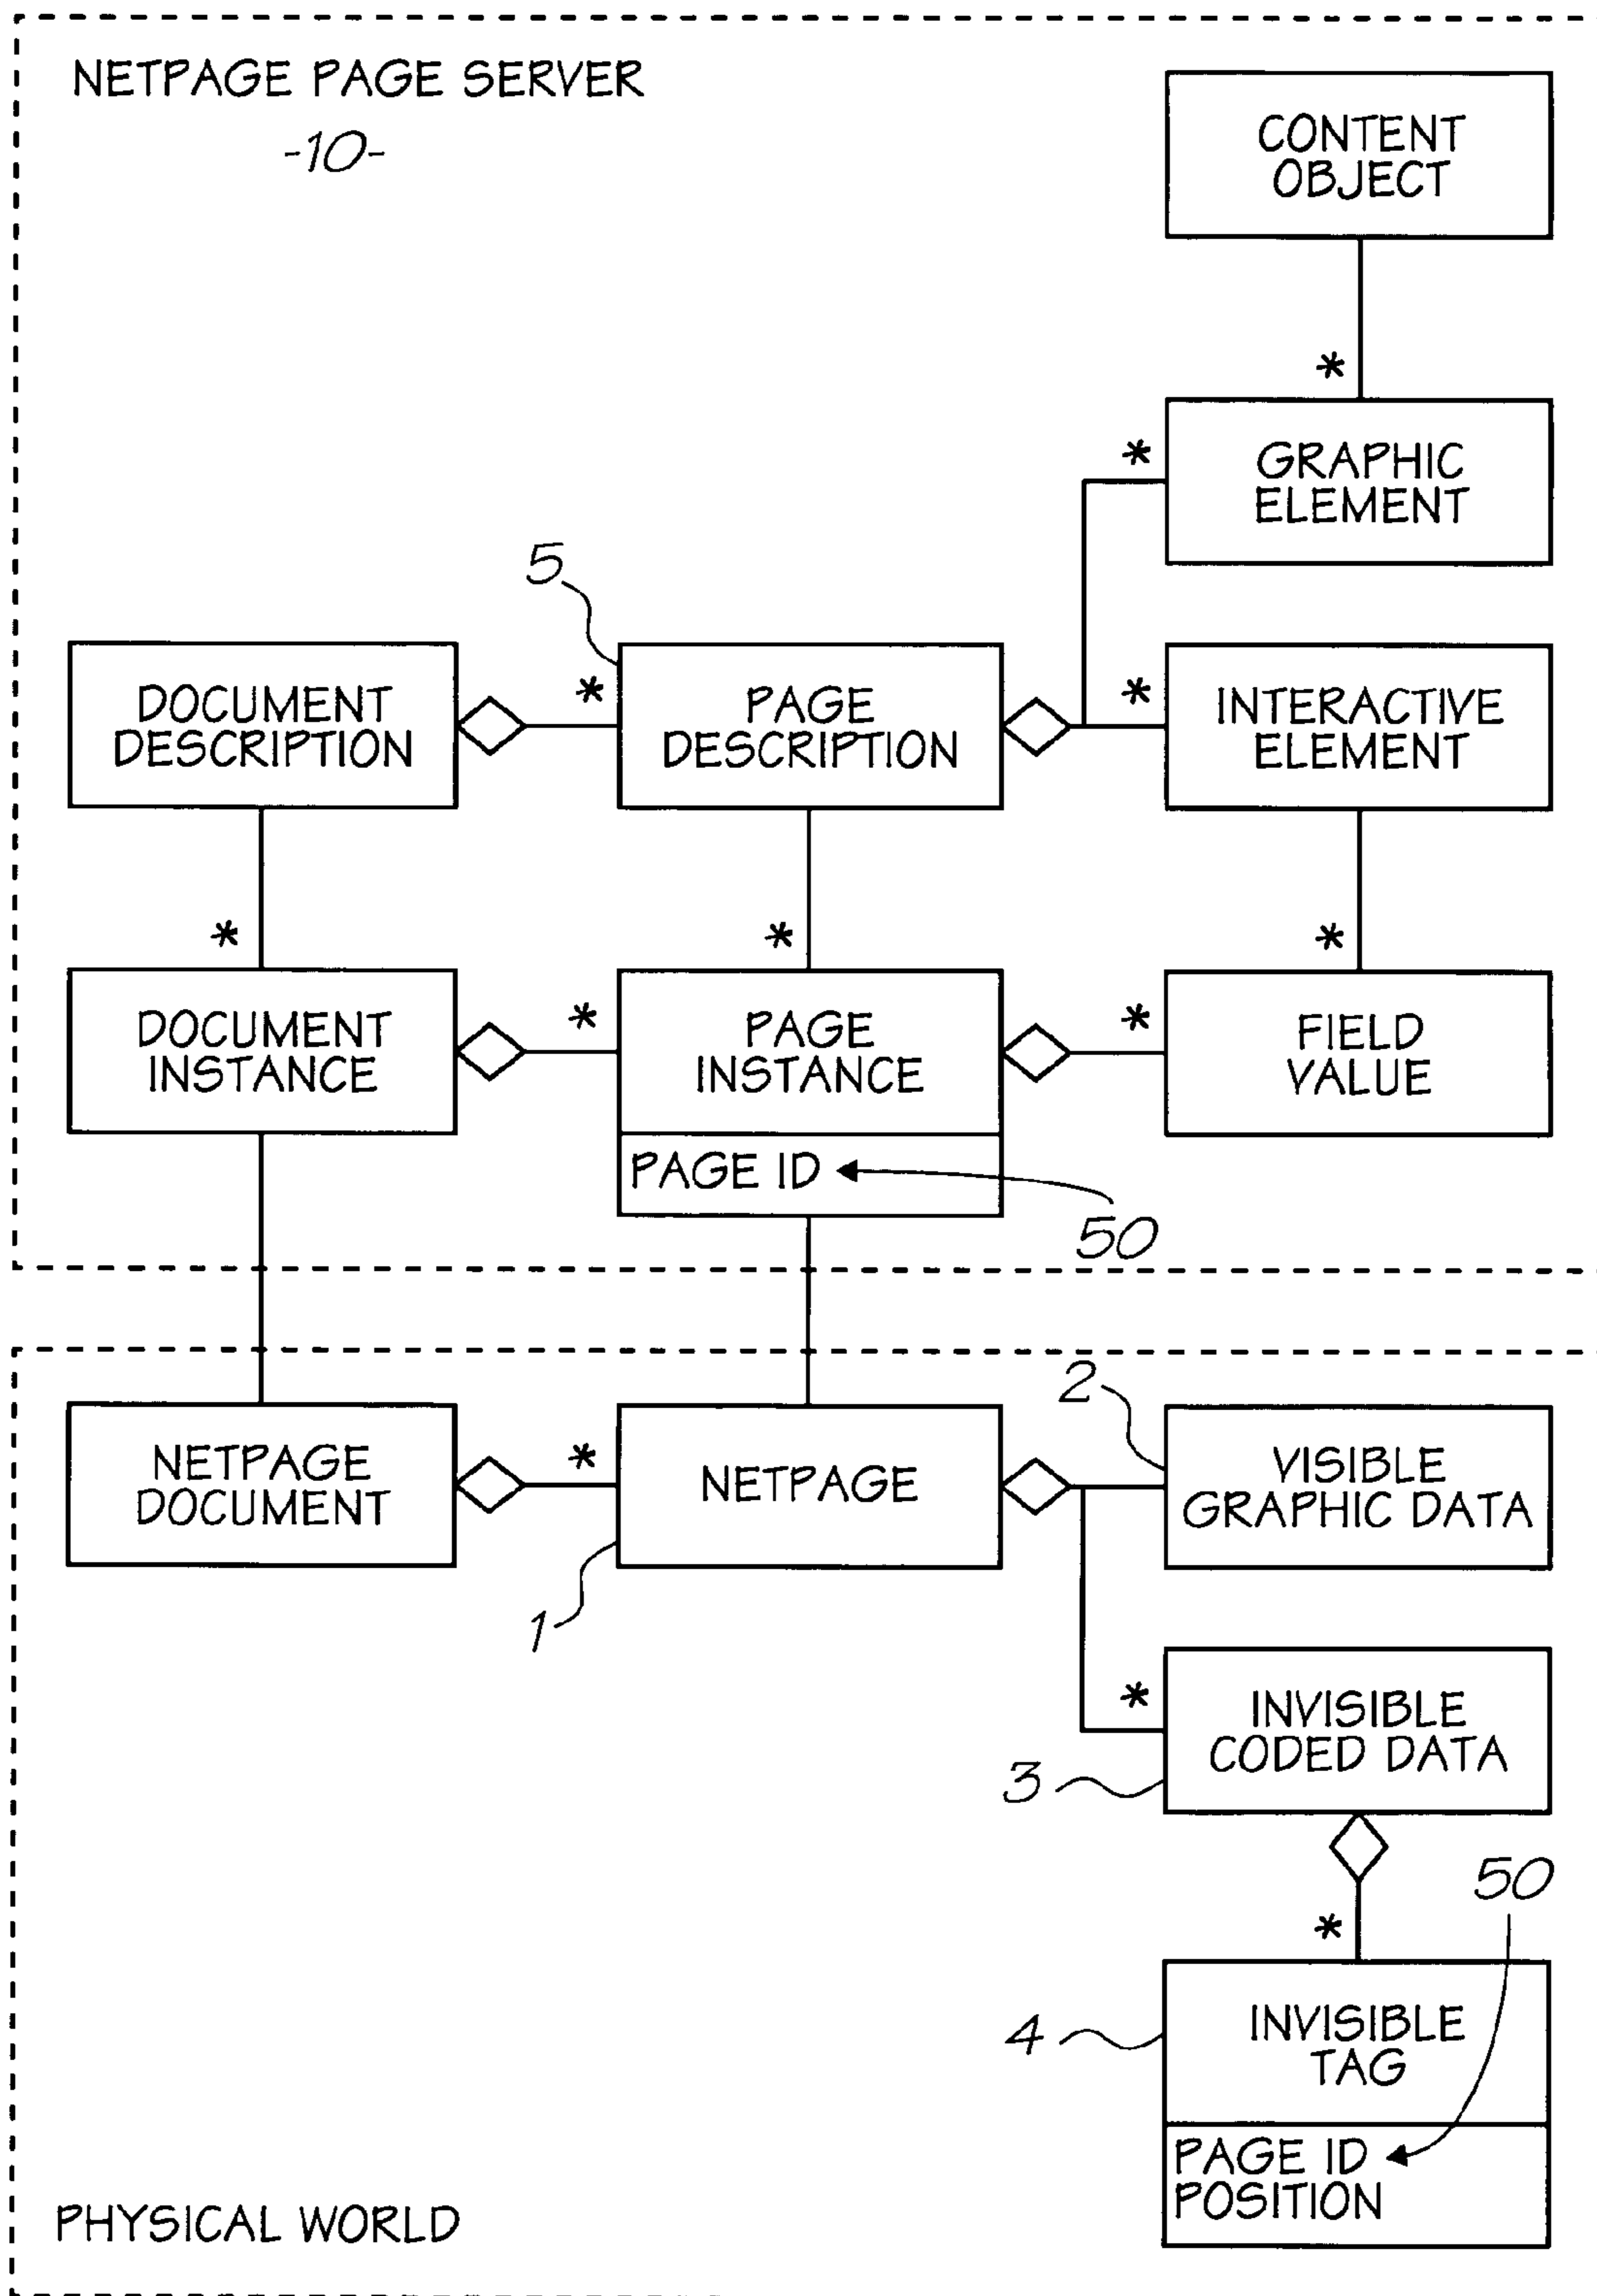 NETPAGE PAGE SERVER
-10-
CONTENT
OBJECT
*
*
GRAPHIC
ELEMENT
5
DOCUMENT
DESCRIPTION
*
PAGE
DESCRIPTION
*
INTERACTIVE
ELEMENT
*
*
*
DOCUMENT
INSTANCE
*
PAGE
INSTANCE
*
FIELD
VALUE
PAGE ID
50
NETPAGE
DOCUMENT
*
NETPAGE
1
2
VISIBLE
GRAPHIC DATA
*
INVISIBLE
CODED DATA
3
*
50
4
INVISIBLE
TAG
PAGE ID
POSITION
PHYSICAL WORLD